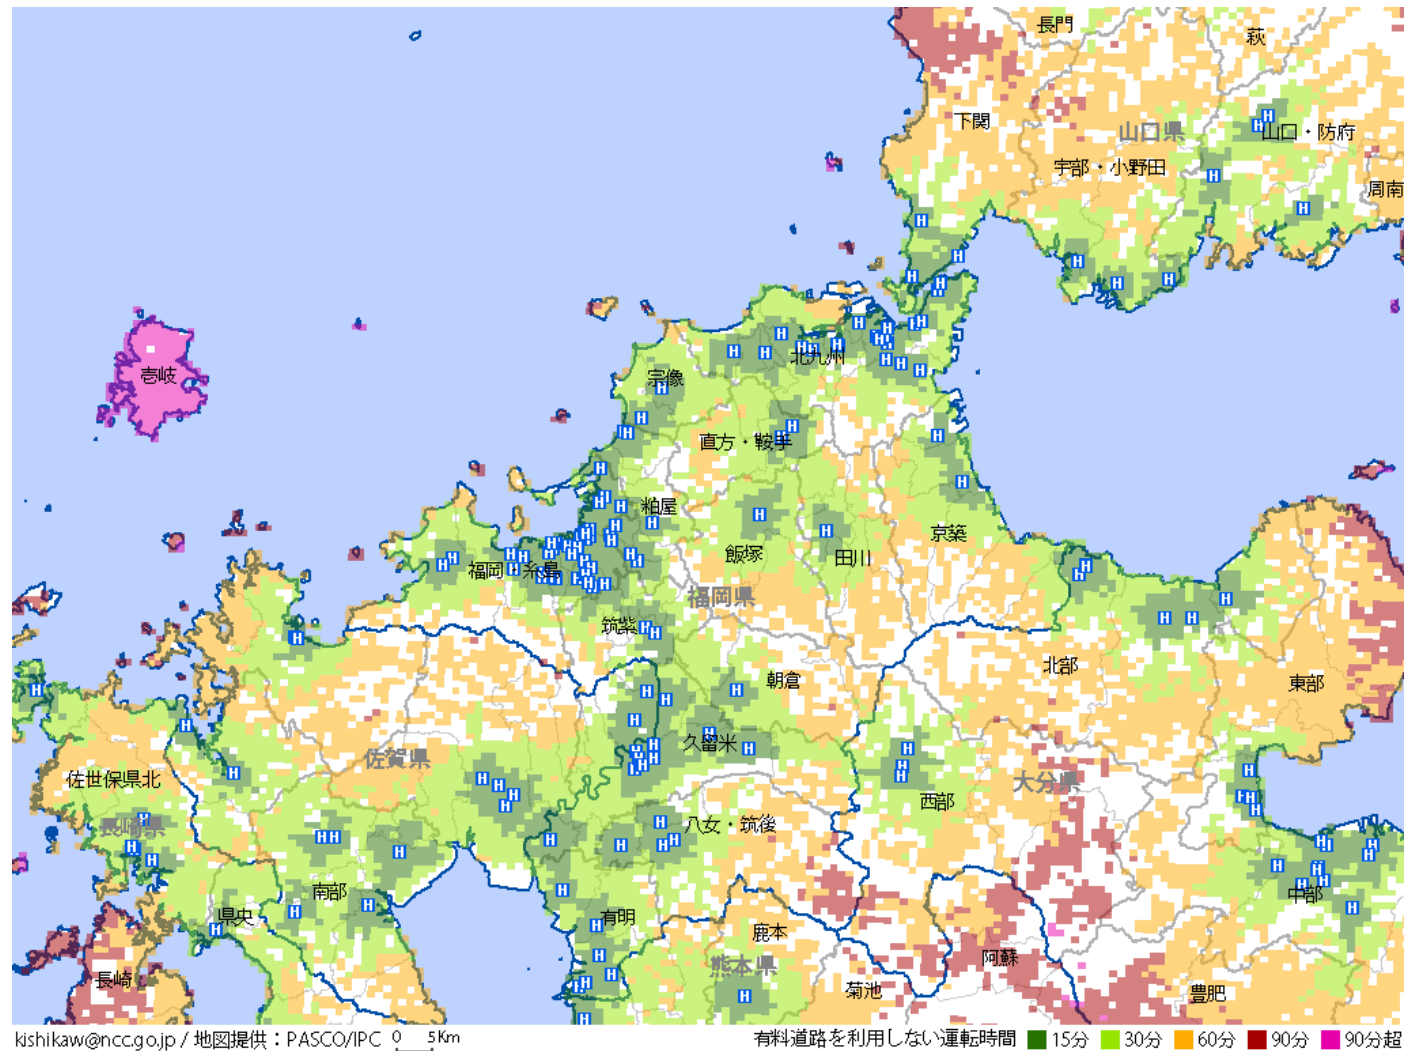 長門
萩
下関
山口県
山口・防府
宇部・小野田
周南
壱岐
北九州
宗像
直方・鞍手
粕屋
京築
飯塚
田川
福岡・糸島
福岡県
筑紫
北部
朝倉
東部
久留米
佐賀県
佐世保県北
大分県
西部
長崎県
八女・筑後
南部
中部
県央
有明
鹿本
阿蘇
熊本県
長崎
菊池
豊肥
kishikaw@ncc.go.jp / 地図提供：PASCO/IPC 0 5Km
有料道路を利用しない運転時間 15分 30分 60分 90分 90分超